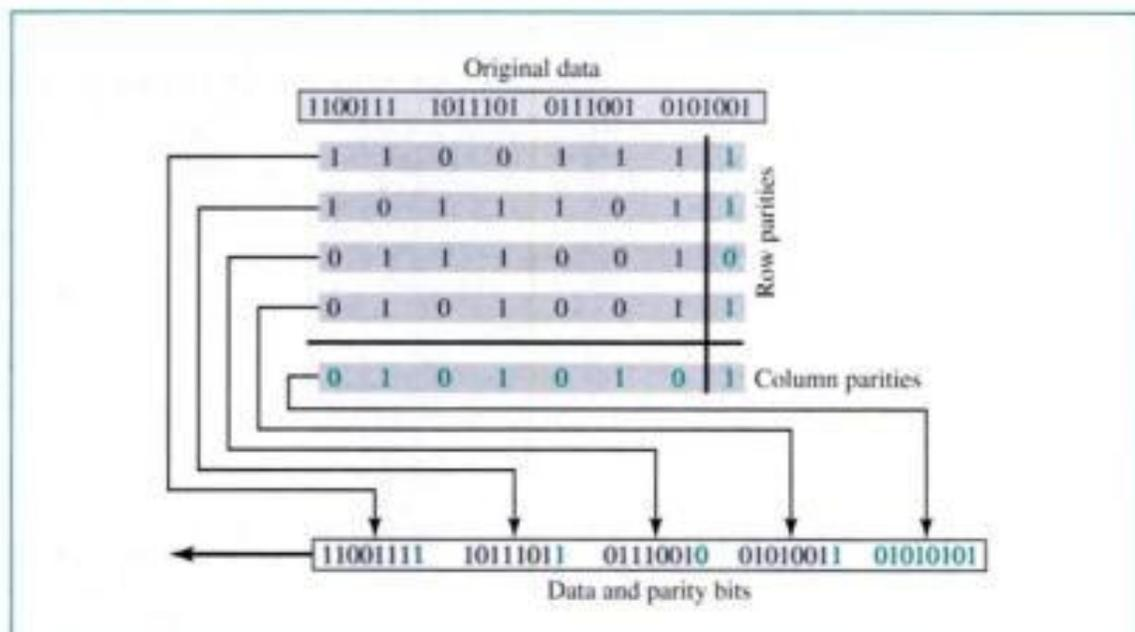 Original data
1100111 1011101 0111001 0101001
1 1 0 0 1 1 1 1
1 0 1 1 1 0 1 1
0 1 1 1 0 0 1 0
0 1 0 1 0 0 1 1
Row parities
0 1 0 1 0 1 0 1 Column parities
11001111 10111011 01110010 01010011 01010101
Data and parity bits